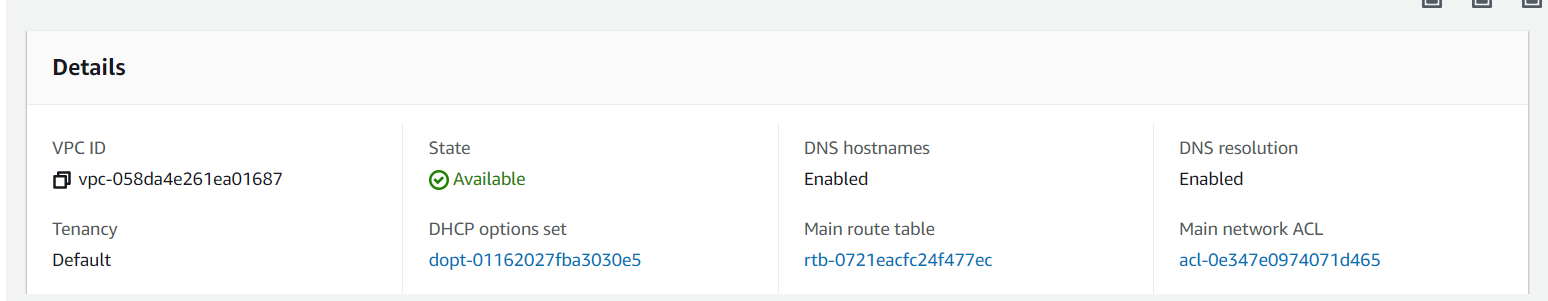 Details
VPC ID
vpc-058da4e261ea01687
State
Available
DNS hostnames
Enabled
DNS resolution
Enabled
Tenancy
Default
DHCP options set
dopt-01162027fba3030e5
Main route table
rtb-0721eacfc24f477ec
Main network ACL
acl-0e347e0974071d465